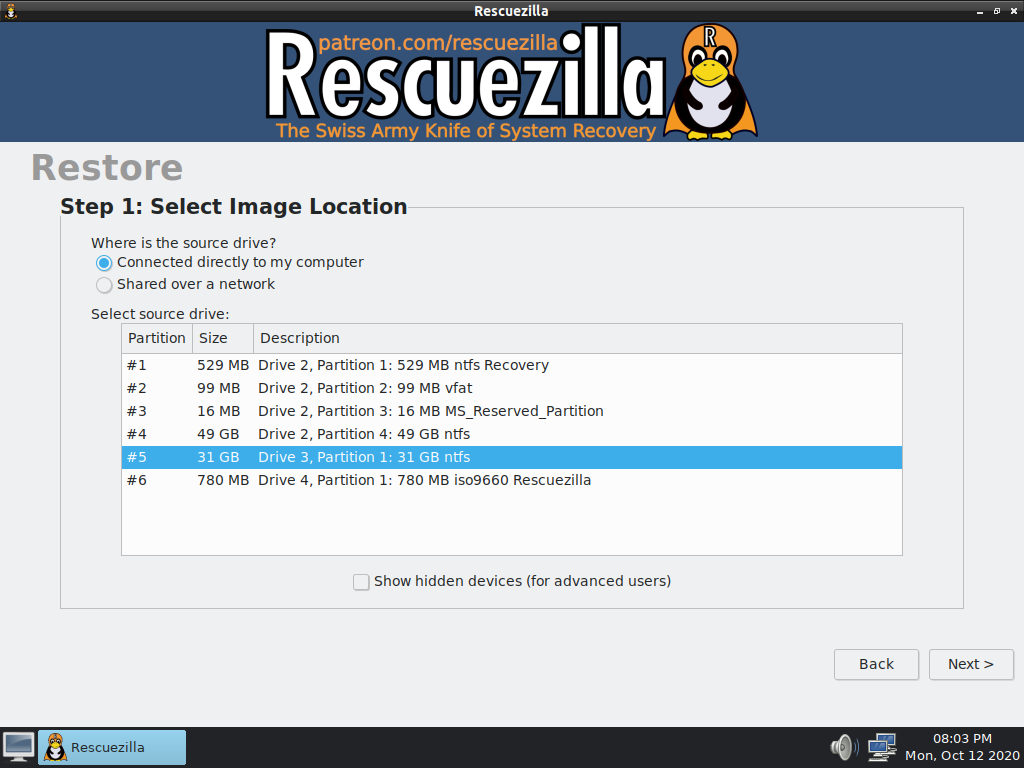 Rescuezilla
patreon.com/rescuezilla
Rescuezilla
R
The Swiss Army Knife of System Recovery
Restore
Step 1: Select Image Location
Where is the source drive?
Connected directly to my computer
Shared over a network
Select source drive:
Partition Size Description
#1 529 MB Drive 2, Partition 1: 529 MB ntfs Recovery
#2 99 MB Drive 2, Partition 2: 99 MB vfat
#3 16 MB Drive 2, Partition 3: 16 MB MS_Reserved_Partition
#4 49 GB Drive 2, Partition 4: 49 GB ntfs
#5 31 GB Drive 3, Partition 1: 31 GB ntfs
#6 780 MB Drive 4, Partition 1: 780 MB iso9660 Rescuezilla
Show hidden devices (for advanced users)
Back Next >
Rescuezilla
08:03 PM
Mon, Oct 12 2020